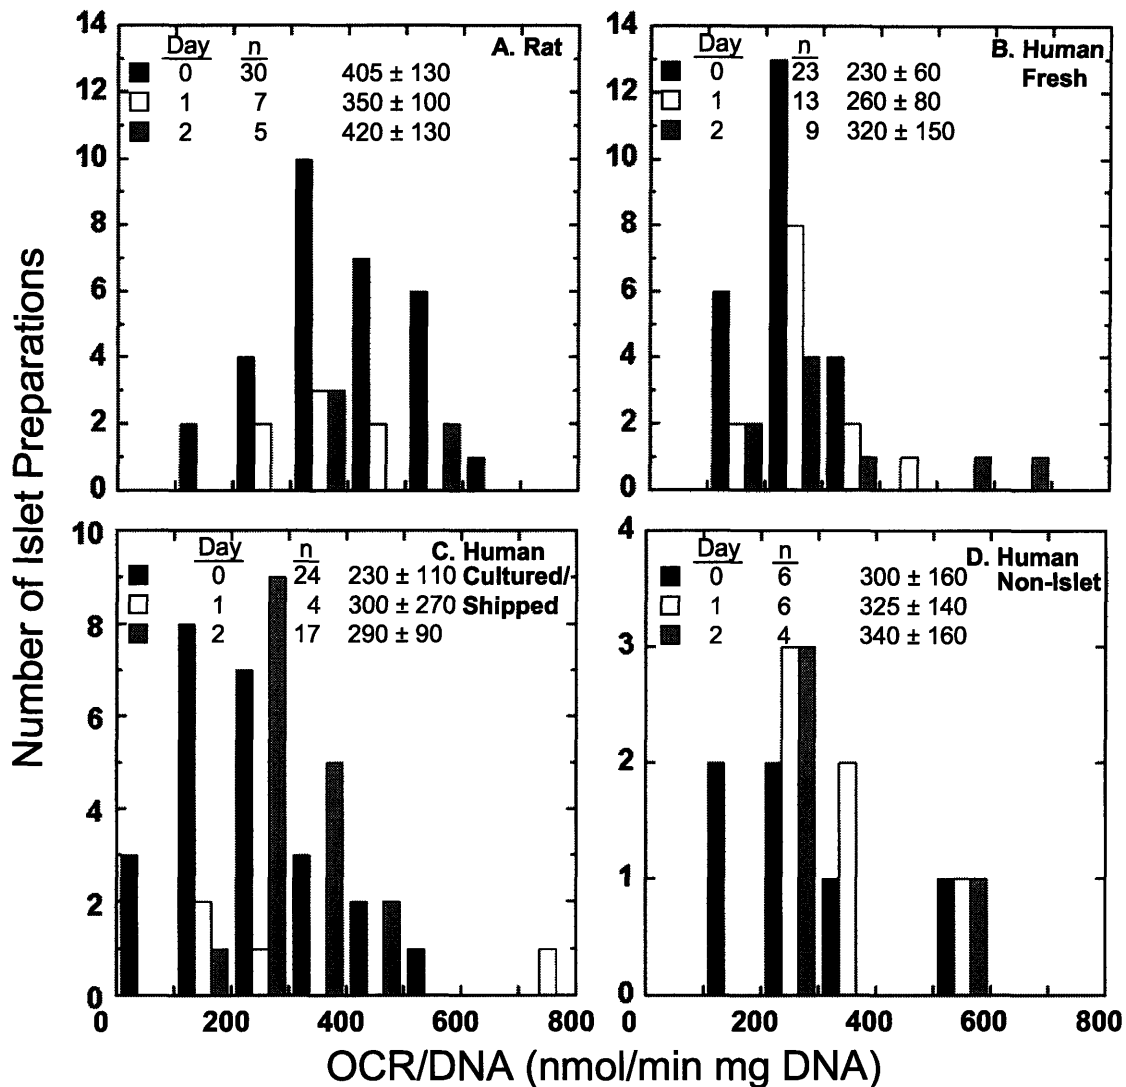 Number of Islet Preparations
14
12
10
8
6
4
2
0
Day n
A. Rat
0 30 405 ± 130
1 7 350 ± 100
2 5 420 ± 130
14
12
10
8
6
4
2
0
Day n
B. Human
Fresh
0 23 230 ± 60
1 13 260 ± 80
2 9 320 ± 150
10
8
6
4
2
0
Day n
C. Human
0 24 230 ± 110 Cultured/-
1 4 300 ± 270 Shipped
2 17 290 ± 90
0 200 400 600 800
4
3
2
1
0
Day n
D. Human
Non-Islet
0 6 300 ± 160
1 6 325 ± 140
2 4 340 ± 160
0 200 400 600 800
OCR/DNA (nmol/min mg DNA)